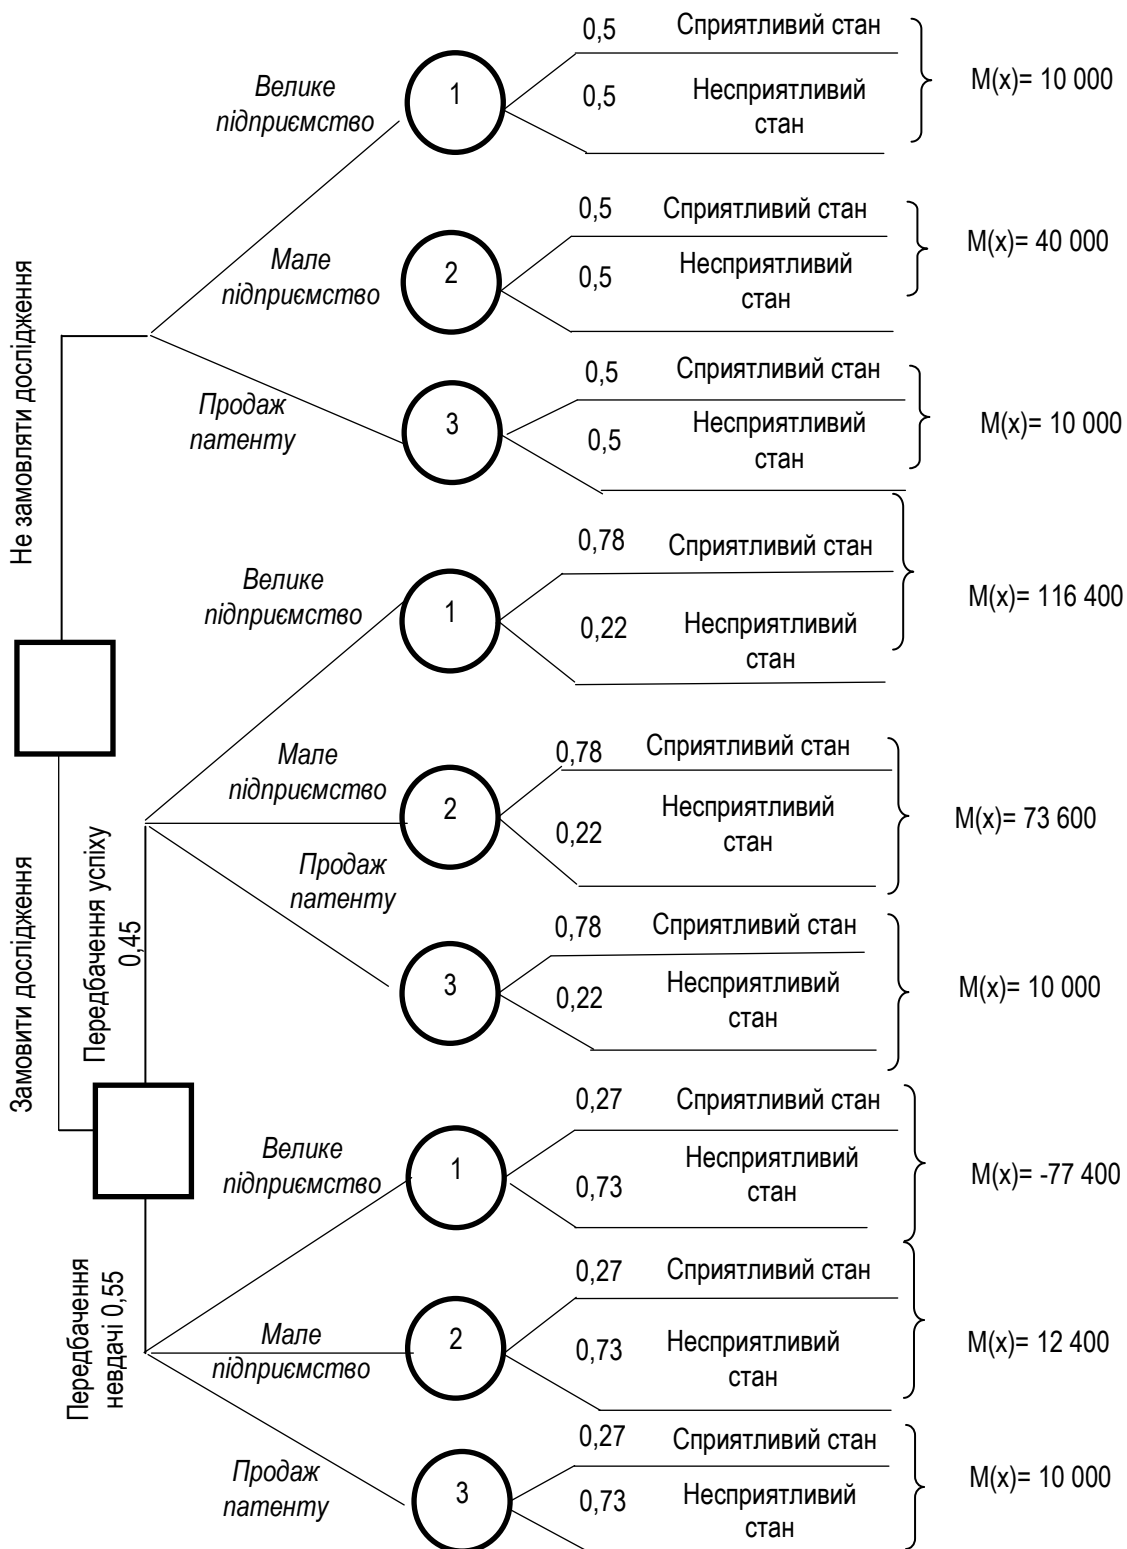 0,5 Сприятливий стан
М(х)= 10 000
Велике
підприємство
1
0,5 Несприятливий
стан
0,5 Сприятливий стан
М(х)= 40 000
Мале
підприємство
2
0,5 Несприятливий
стан
Не замовляти дослідження
0,5 Сприятливий стан
М(х)= 10 000
Продаж
патенту
3
0,5 Несприятливий
стан
0,78 Сприятливий стан
М(х)= 116 400
Велике
підприємство
1
0,22 Несприятливий
стан
0,78 Сприятливий стан
М(х)= 73 600
Мале
підприємство
2
0,22 Несприятливий
стан
Замовити дослідження
Передбачення успіху
0,45
Продаж
патенту
0,78 Сприятливий стан
М(х)= 10 000
3
0,22 Несприятливий
стан
0,27 Сприятливий стан
М(х)= -77 400
Велике
підприємство
1
0,73 Несприятливий
стан
Передбачення
невдачі 0,55
0,27 Сприятливий стан
М(х)= 12 400
Мале
підприємство
2
0,73 Несприятливий
стан
0,27 Сприятливий стан
М(х)= 10 000
Продаж
патенту
3
0,73 Несприятливий
стан